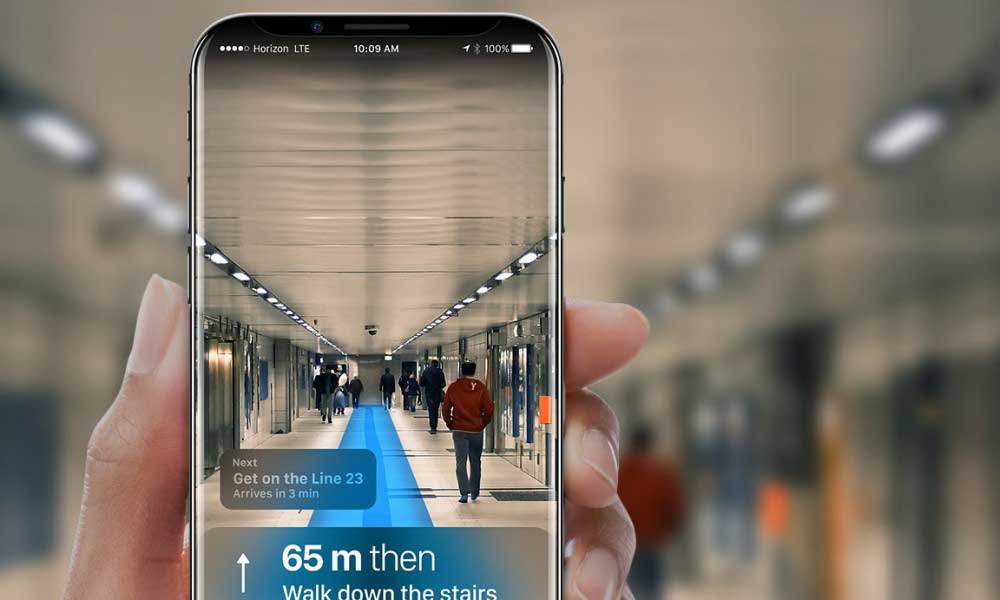 Horizon LTE 10:09 AM 100%
Next
Get on the Line 23
Arrives in 3 min
65 m then
Walk down the stairs